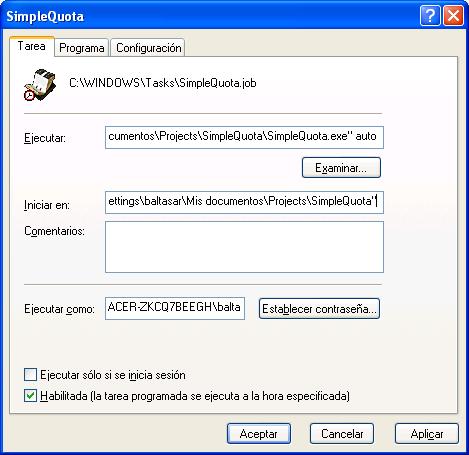 SimpleQuota
Tarea Programa Configuración
C:\WINDOWS\Tasks\SimpleQuota.job
Ejecutar: cumentos\Projects\SimpleQuota\SimpleQuota.exe" auto
Examinar...
Iniciar en: ettings\baltasar\Mis documentos\Projects\SimpleQuota"
Comentarios:
Ejecutar como: ACER-ZKCQ7BEEGH\balta Establecer contraseña...
Ejecutar sólo si se inicia sesión
Habilitada (la tarea programada se ejecuta a la hora especificada)
Aceptar Cancelar Aplicar